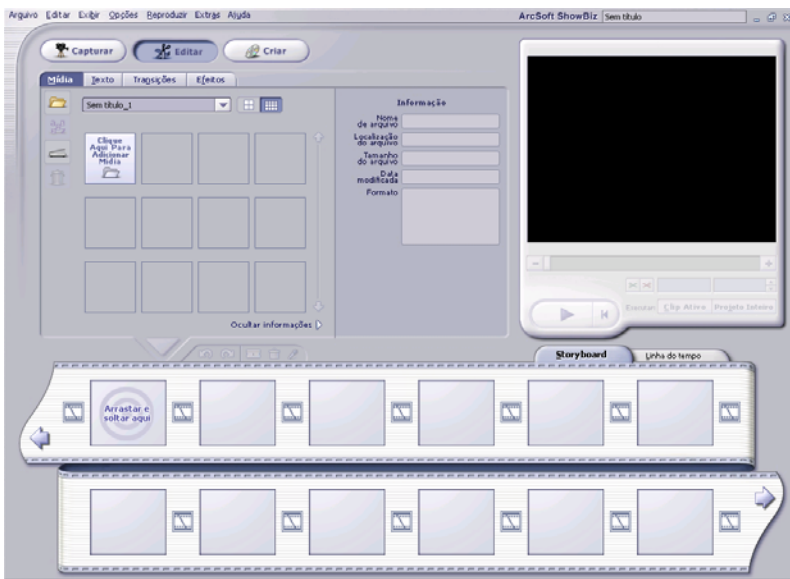 Arquivo Editar Exibir Opções Reproduzir Extras Ajuda
ArcSoft ShowBiz Sem título
Capturar
Editar
Criar
Mídia
Texto
Transições
Efeitos
Sem título_1
Clique
Aqui Para
Adicionar
Mídia
Informação
Nome
de arquivo
Localização
do arquivo
Tamanho
do arquivo
Data
modificada
Formato
Ocultar informações
Executar: Clip Ativo Projeto Inteiro
Storyboard
Linha do tempo
Arrastar e
soltar aqui